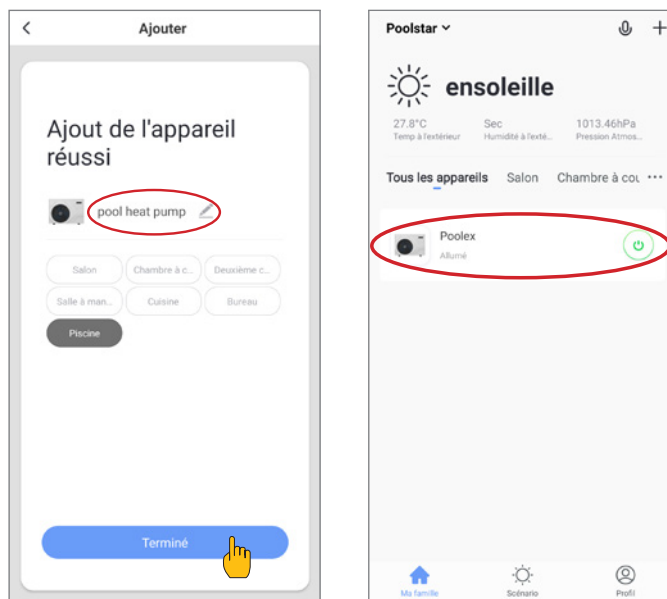 Ajouter
Ajout de l'appareil
réussi
pool heat pump
Salon
Chambre à c...
Deuxième c...
Salle à man...
Cuisine
Bureau
Piscine
Terminé
Poolstar
ensoleille
27.8°C
Sec
1013.46hPa
Temp à l'extérieur
Humidité à l'exté...
Pression Atmos...
Tous les appareils
Salon
Chambre à cou
Poolex
Allumé
Ma famille
Scénario
Profil